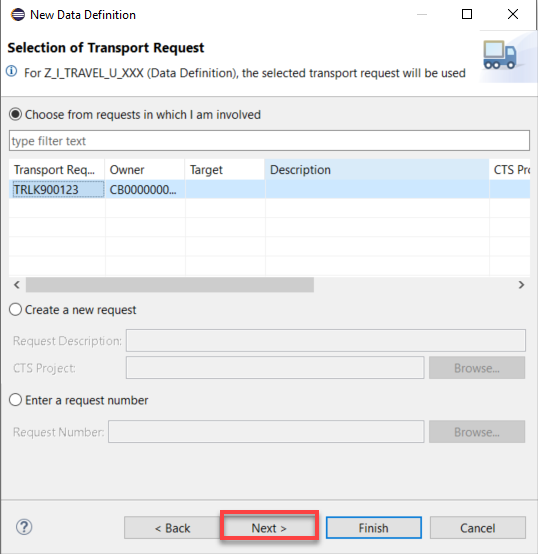 New Data Definition
Selection of Transport Request
For Z_I_TRAVEL_U_XXX (Data Definition), the selected transport request will be used
Choose from requests in which I am involved
type filter text
Transport Req... Owner Target Description CTS Pro
TRLK900123 CB0000000...
Create a new request
Request Description:
CTS Project: Browse...
Enter a request number
Request Number: Browse...
? < Back Next > Finish Cancel